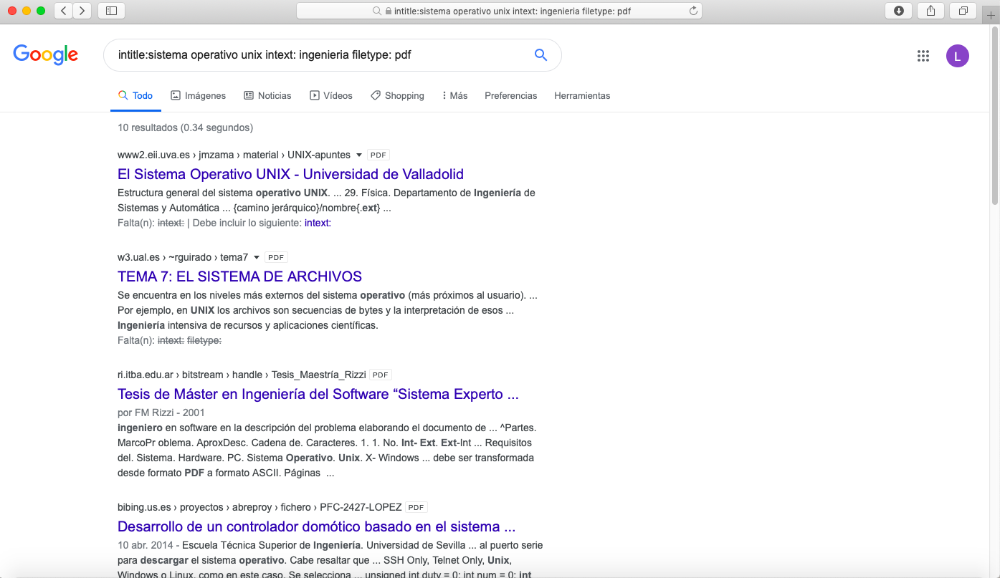 intitle:sistema operativo unix intext: ingenieria filetype: pdf
Google
intitle:sistema operativo unix intext: ingenieria filetype: pdf
L
Todo Imágenes Noticias Vídeos Shopping Más Preferencias Herramientas
10 resultados (0.34 segundos)
www2.eii.uva.es › jmzama › material › UNIX-apuntes PDF
El Sistema Operativo UNIX - Universidad de Valladolid
Estructura general del sistema operativo UNIX. ... 29. Física. Departamento de Ingeniería de
Sistemas y Automática ... {camino jerárquico}/nombre{.ext} ...
Falta(n): intext: | Debe incluir lo siguiente: intext:
w3.ual.es › ~rguirado › tema7 PDF
TEMA 7: EL SISTEMA DE ARCHIVOS
Se encuentra en los niveles más externos del sistema operativo (más próximos al usuario). ...
Por ejemplo, en UNIX los archivos son secuencias de bytes y la interpretación de esos ...
Ingeniería intensiva de recursos y aplicaciones científicas.
Falta(n): intext: filetype:
ri.itba.edu.ar › bitstream › handle › Tesis_Maestría_Rizzi PDF
Tesis de Máster en Ingeniería del Software “Sistema Experto ...
por FM Rizzi - 2001
ingeniero en software en la descripción del problema elaborando el documento de ... ^Partes.
MarcoPr oblema. AproxDesc. Cadena de. Caracteres. 1. 1. No. Int- Ext. Ext-Int ... Requisitos
del. Sistema. Hardware. PC. Sistema Operativo. Unix. X- Windows ... debe ser transformada
desde formato PDF a formato ASCII. Páginas ...
bibing.us.es › proyectos › abreproy › fichero › PFC-2427-LOPEZ PDF
Desarrollo de un controlador domótico basado en el sistema ...
10 abr. 2014 - Escuela Técnica Superior de Ingeniería. Universidad de Sevilla ... al puerto serie
para descargar el sistema operativo. Cabe resaltar que ... SSH Only, Telnet Only, Unix,
Windows o Linux, como en este caso. Se selecciona ... unsigned int duty = 0; int num = 0; int